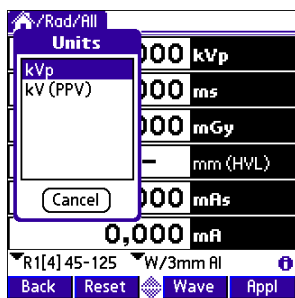 /Rad/All
Units
kVp
kV (PPV)
Cancel
000 kVp
000 ms
000 mGy
– mm (HVL)
000 mAs
0,000 mA
R1[4] 45-125 W/3mm Al i
Back Reset Wave Appl